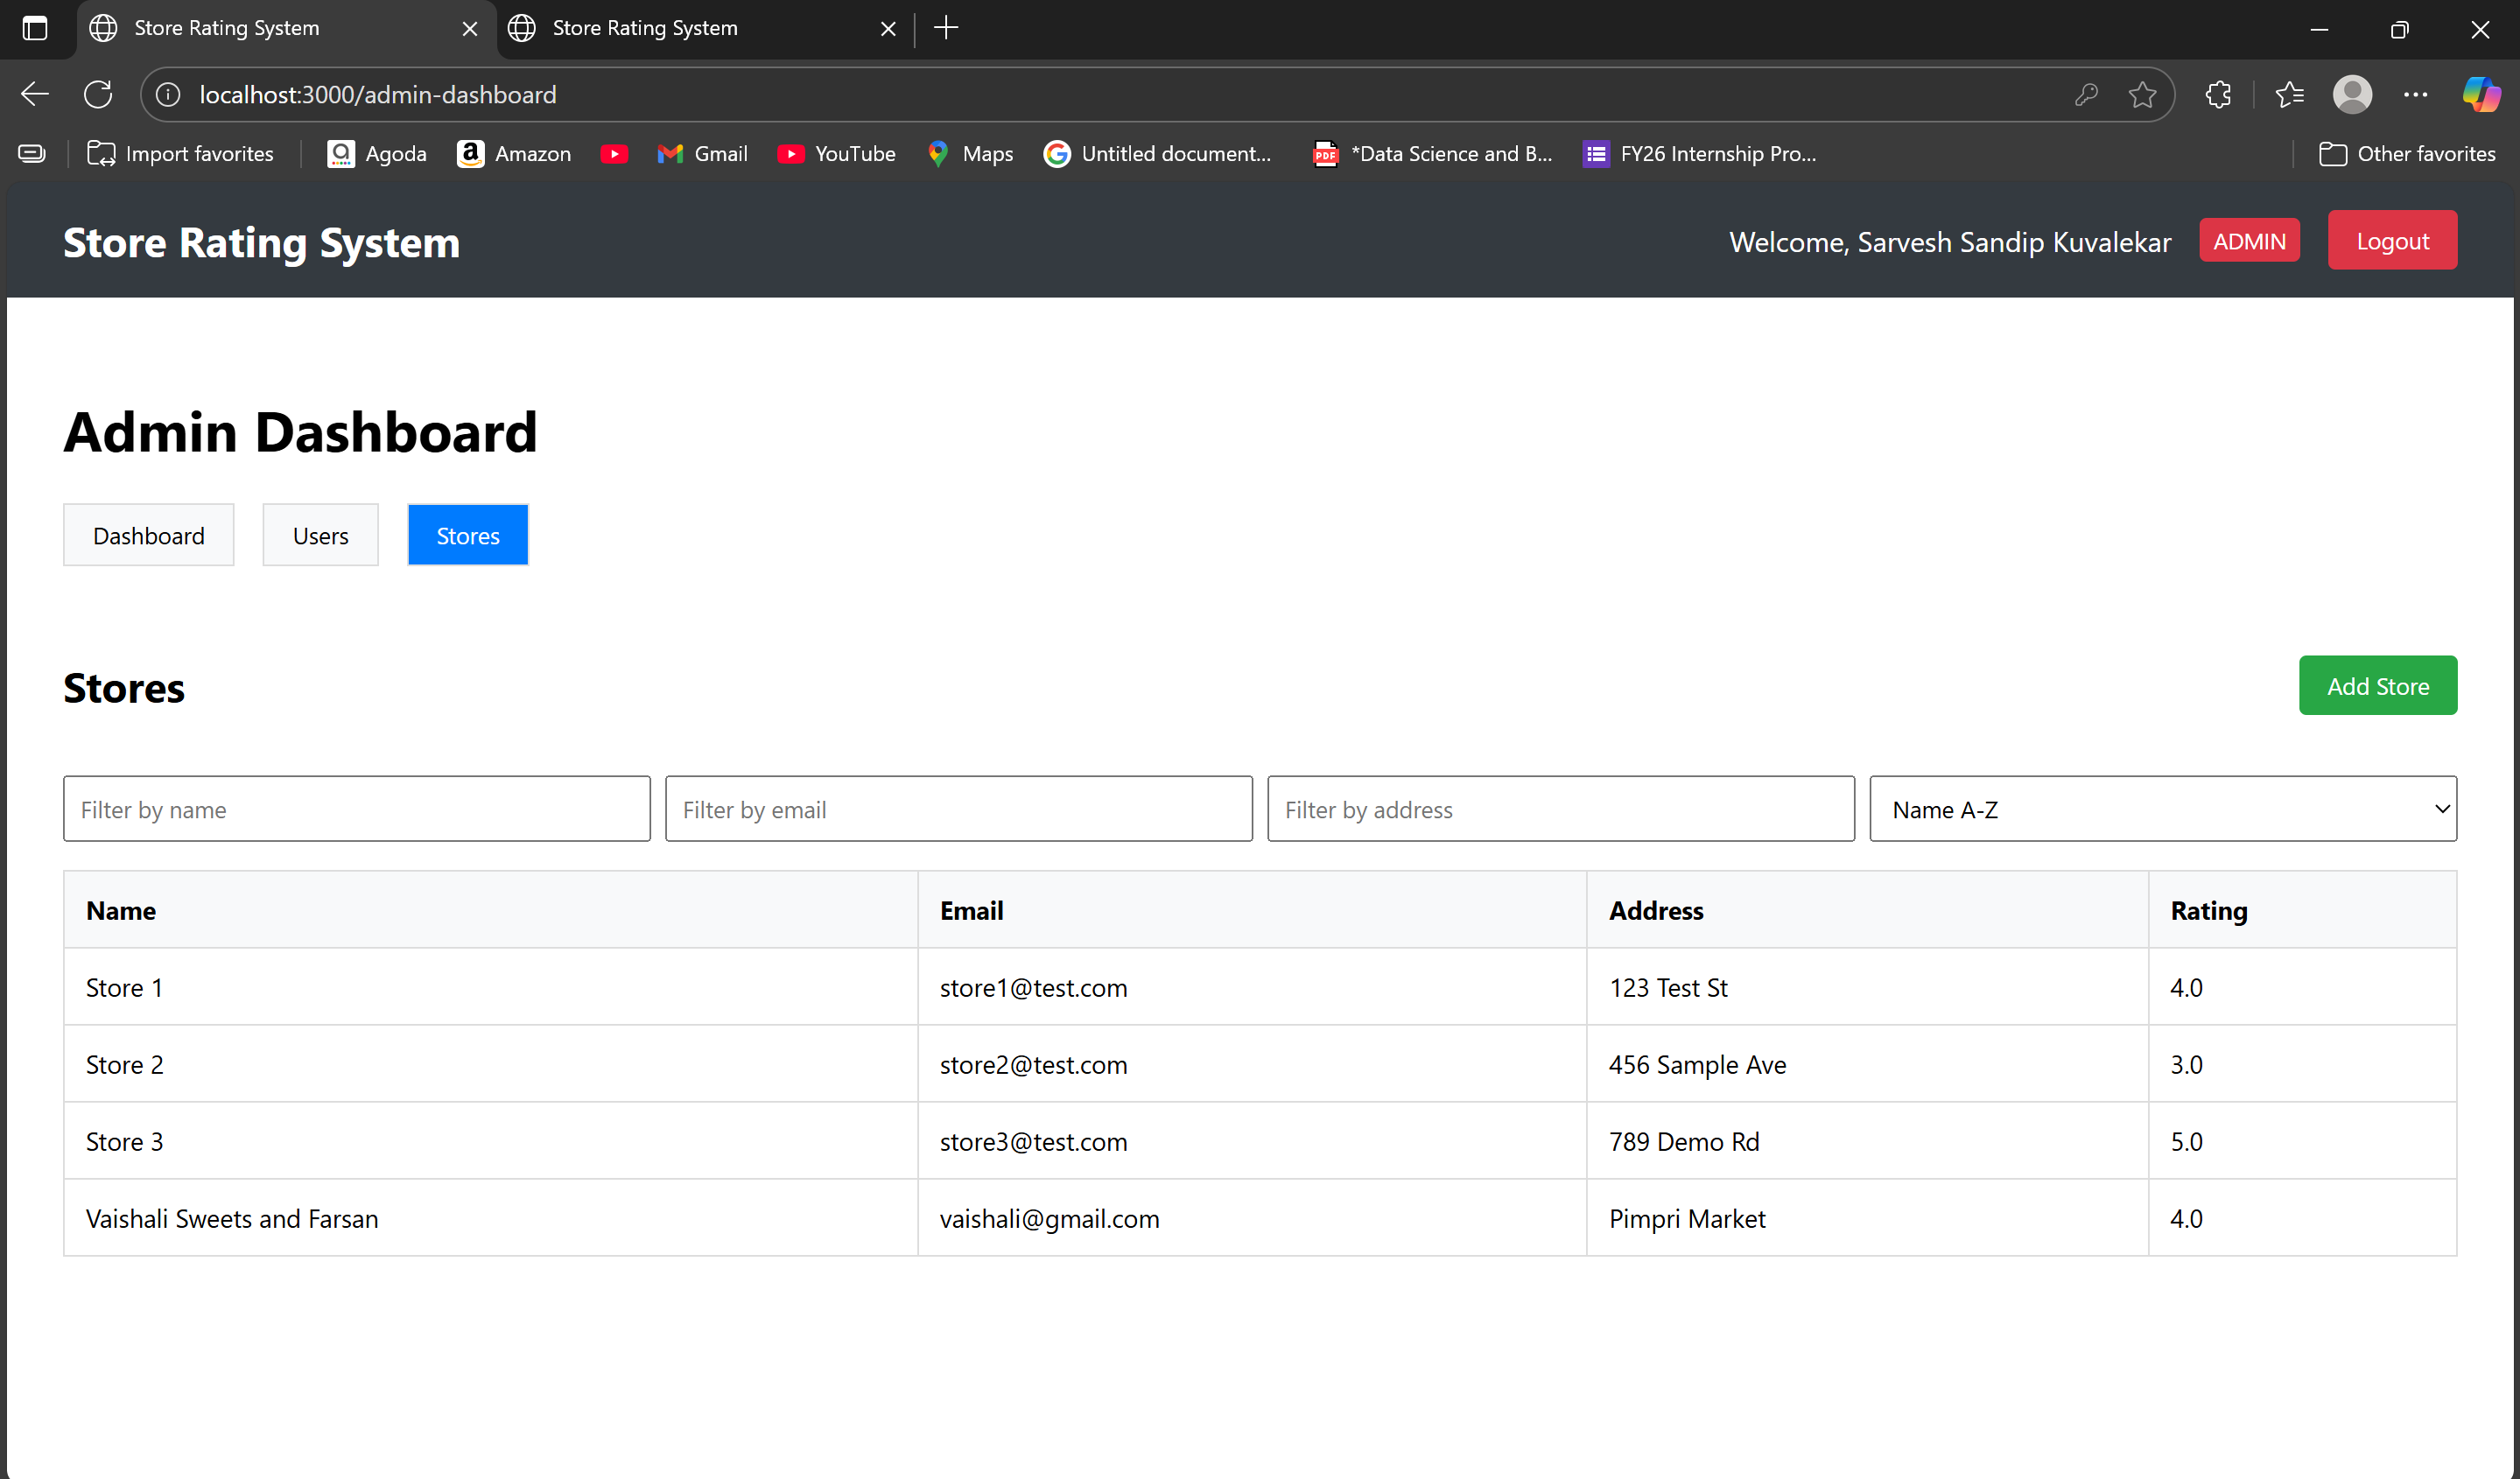 Store Rating System
Store Rating System
localhost:3000/admin-dashboard
Import favorites
Agoda
Amazon
Gmail
YouTube
Maps
Untitled document...
PDF
*Data Science and B...
FY26 Internship Pro...
Other favorites
Store Rating System
Welcome, Sarvesh Sandip Kuvalekar
ADMIN
Logout
Admin Dashboard
Dashboard
Users
Stores
Stores
Add Store
Filter by name
Filter by email
Filter by address
Name A-Z
Name Email Address Rating
Store 1 store1@test.com 123 Test St 4.0
Store 2 store2@test.com 456 Sample Ave 3.0
Store 3 store3@test.com 789 Demo Rd 5.0
Vaishali Sweets and Farsan vaishali@gmail.com Pimpri Market 4.0